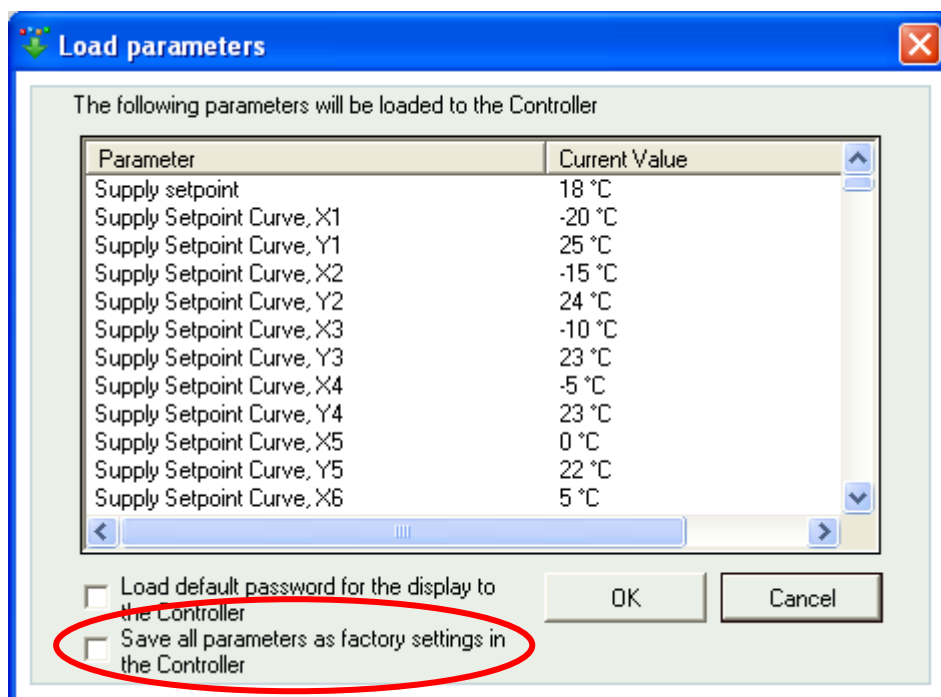 Load parameters
The following parameters will be loaded to the Controller
Parameter Current Value
Supply setpoint 18 °C
Supply Setpoint Curve, X1 -20 °C
Supply Setpoint Curve, Y1 25 °C
Supply Setpoint Curve, X2 -15 °C
Supply Setpoint Curve, Y2 24 °C
Supply Setpoint Curve, X3 -10 °C
Supply Setpoint Curve, Y3 23 °C
Supply Setpoint Curve, X4 -5 °C
Supply Setpoint Curve, Y4 23 °C
Supply Setpoint Curve, X5 0 °C
Supply Setpoint Curve, Y5 22 °C
Supply Setpoint Curve, X6 5 °C
Load default password for the display to
the Controller
OK Cancel
Save all parameters as factory settings in
the Controller